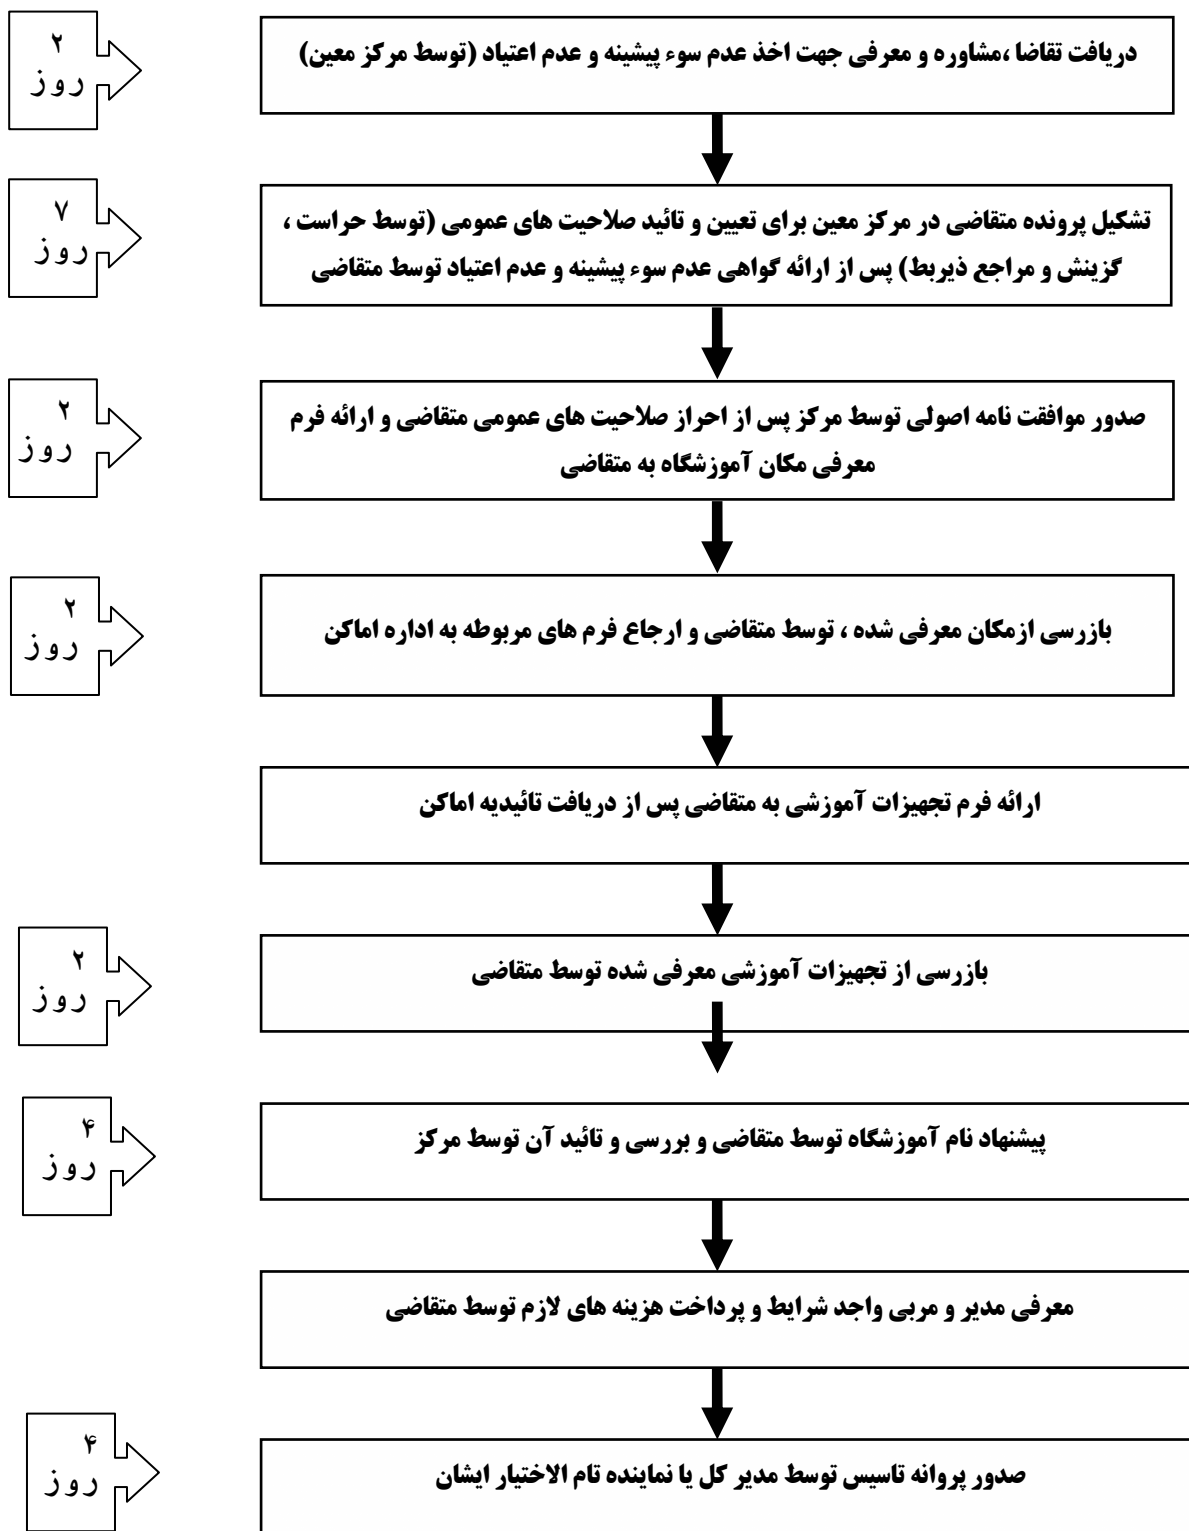 ۲
روز
دریافت تقاضا ،مشاوره و معرفی جهت اخذ عدم سوء پیشینه و عدم اعتیاد (توسط مرکز معین)
۷
روز
تشکیل پرونده متقاضی در مرکز معین برای تعیین و تائید صلاحیت های عمومی (توسط حراست ،
گزینش و مراجع ذیربط) پس از ارائه گواهی عدم سوء پیشینه و عدم اعتیاد توسط متقاضی
۲
روز
صدور موافقت نامه اصولی توسط مرکز پس از احراز صلاحیت های عمومی متقاضی و ارائه فرم
معرفی مکان آموزشگاه به متقاضی
۲
روز
بازرسی ازمکان معرفی شده ، توسط متقاضی و ارجاع فرم های مربوطه به اداره اماکن
ارائه فرم تجهیزات آموزشی به متقاضی پس از دریافت تائیدیه اماکن
۲
روز
بازرسی از تجهیزات آموزشی معرفی شده توسط متقاضی
۴
روز
پیشنهاد نام آموزشگاه توسط متقاضی و بررسی و تائید آن توسط مرکز
معرفی مدیر و مربی واجد شرایط و پرداخت هزینه های لازم توسط متقاضی
۴
روز
صدور پروانه تاسیس توسط مدیر کل یا نماینده تام الاختیار ایشان